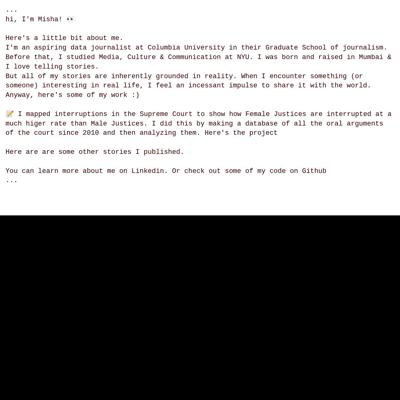 ...
hi, I'm Misha! 👀
Here's a little bit about me.
I'm an aspiring data journalist at Columbia University in their Graduate School of journalism.
Before that, I studied Media, Culture & Communication at NYU. I was born and raised in Mumbai &
I love telling stories.
But all of my stories are inherently grounded in reality. When I encounter something (or
someone) interesting in real life, I feel an incessant impulse to share it with the world.
Anyway, here's some of my work :)
📝 I mapped interruptions in the Supreme Court to show how Female Justices are interrupted at a
much higer rate than Male Justices. I did this by making a database of all the oral arguments
of the court since 2010 and then analyzing them. Here's the project
Here are are some other stories I published.
You can learn more about me on Linkedin. Or check out some of my code on Github
...